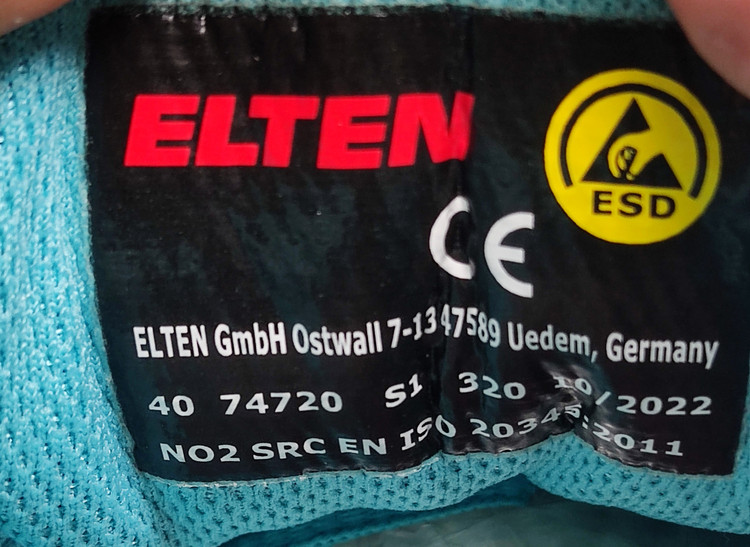 ELTEN
ESD
CE
ELTEN GmbH Ostwall 7-13 47589 Uedem, Germany
40 74720 S1 320 10/2022
NO2 SRC EN ISO 20345:2011